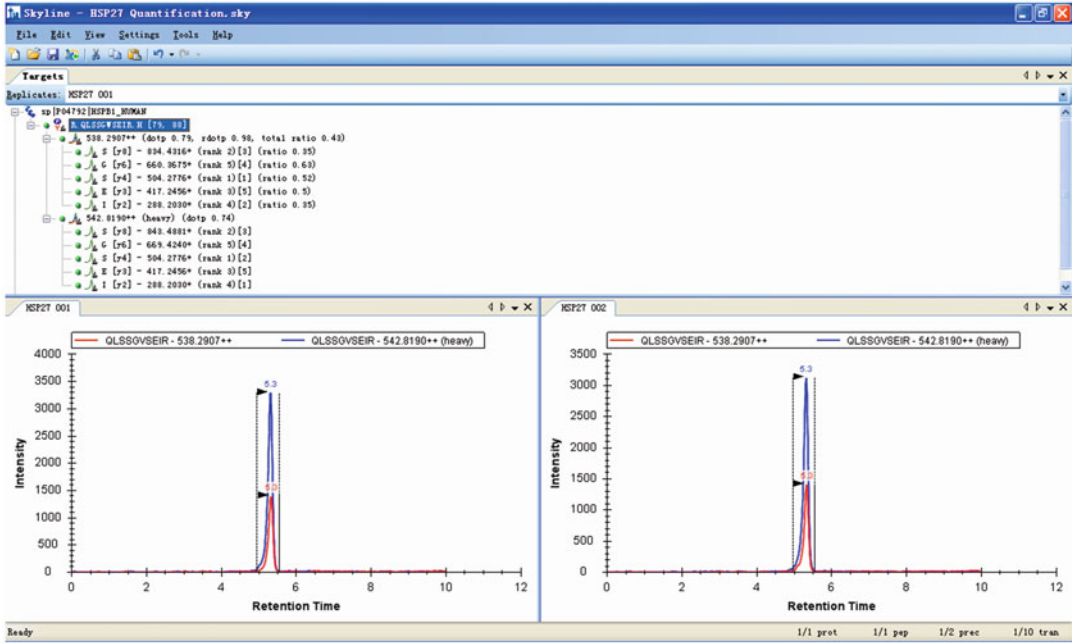 Skyline - HSP27 Quantification.sky
File Edit View Settings Tools Help
Targets
Replicates: HSP27 001
sp|P04792|HSPB1_HUMAN
R.QLSSGVSEIR.H [79, 88]
538.2907++ (dotp 0.79, rdotp 0.98, total ratio 0.43)
S [y8] - 834.4316+ (rank 2)[3] (ratio 0.35)
G [y6] - 660.3675+ (rank 5)[4] (ratio 0.63)
S [y4] - 504.2776+ (rank 1)[1] (ratio 0.52)
E [y3] - 417.2456+ (rank 3)[5] (ratio 0.5)
I [y2] - 288.2030+ (rank 4)[2] (ratio 0.35)
542.8190++ (heavy) (dotp 0.74)
S [y8] - 843.4881+ (rank 2)[3]
G [y6] - 669.4240+ (rank 5)[4]
S [y4] - 504.2776+ (rank 1)[2]
E [y3] - 417.2456+ (rank 3)[5]
I [y2] - 288.2030+ (rank 4)[1]
HSP27 001
QLSSGVSEIR - 538.2907++ QLSSGVSEIR - 542.8190++ (heavy)
4000
3500
3000
2500
2000
1500
1000
500
0
Intensity
5.3
5.3
0 2 4 6 8 10 12
Retention Time
HSP27 002
QLSSGVSEIR - 538.2907++ QLSSGVSEIR - 542.8190++ (heavy)
3500
3000
2500
2000
1500
1000
500
0
Intensity
5.3
5.3
0 2 4 6 8 10 12
Retention Time
Ready 1/1 prot 1/1 pep 1/2 prec 1/10 tran